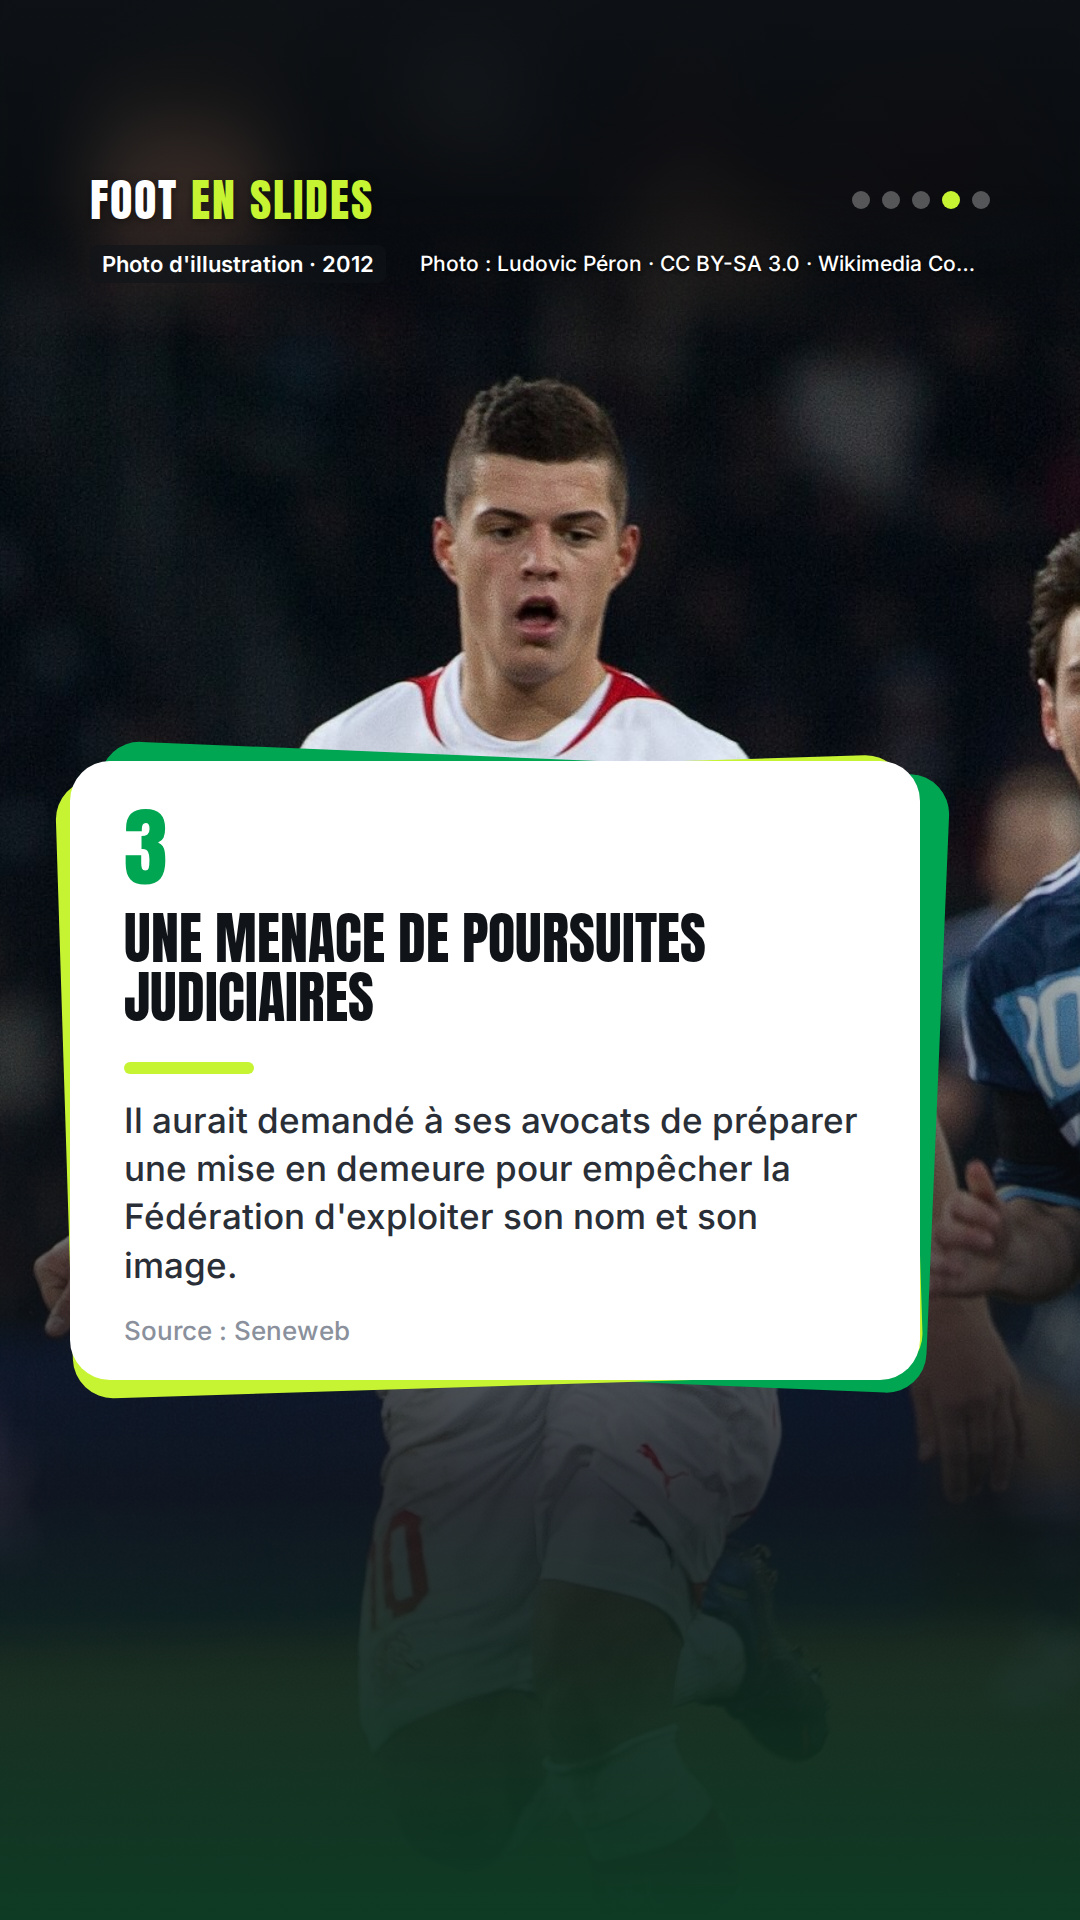 FOOT EN SLIDES
Photo d'illustration · 2012
Photo : Ludovic Péron · CC BY-SA 3.0 · Wikimedia Co...
3
UNE MENACE DE POURSUITES
JUDICIAIRES
Il aurait demandé à ses avocats de préparer
une mise en demeure pour empêcher la
Fédération d'exploiter son nom et son
image.
Source : Seneweb
10
0